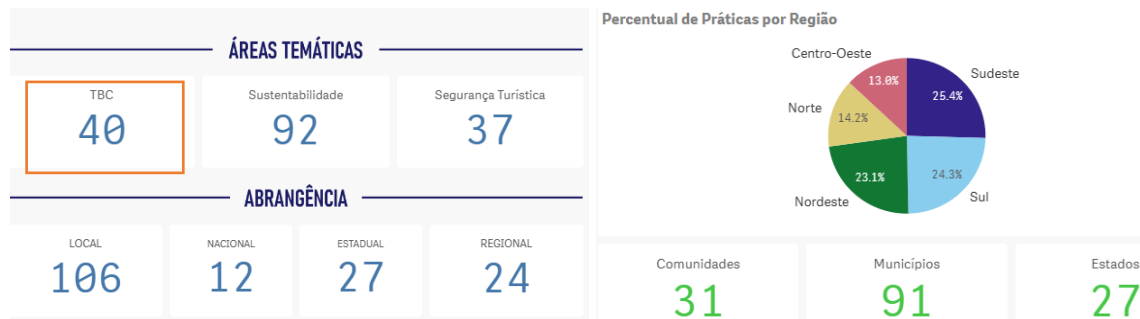 ÁREAS TEMÁTICAS
TBC
40
Sustentabilidade
92
Segurança Turística
37
ABRANGÊNCIA
LOCAL
106
NACIONAL
12
ESTADUAL
27
REGIONAL
24
Percentual de Práticas por Região
Centro-Oeste
13.0%
Sudeste
25.4%
Norte
14.2%
Nordeste
23.1%
Sul
24.3%
Comunidades
31
Municípios
91
Estados
27